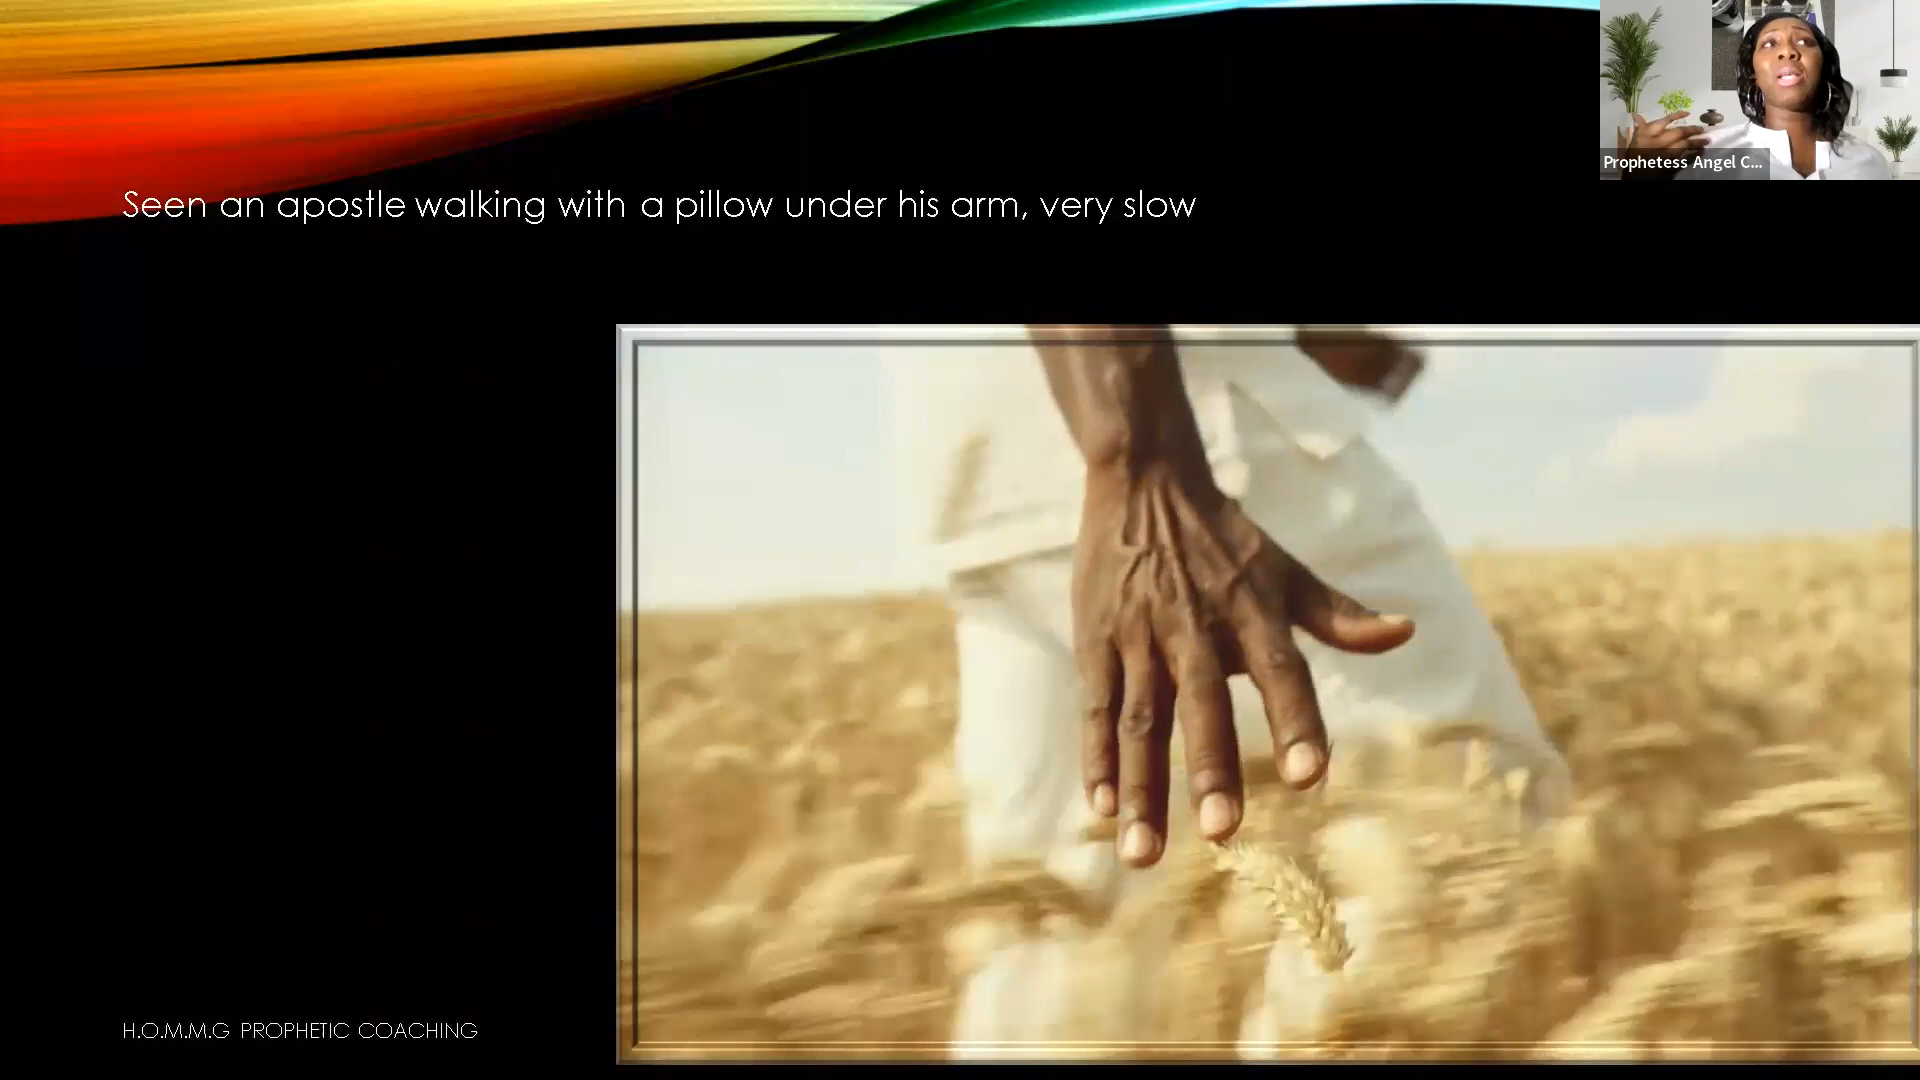 Prophetess Angel C...
Seen an apostle walking with a pillow under his arm, very slow
H.O.M.M.G PROPHETIC COACHING